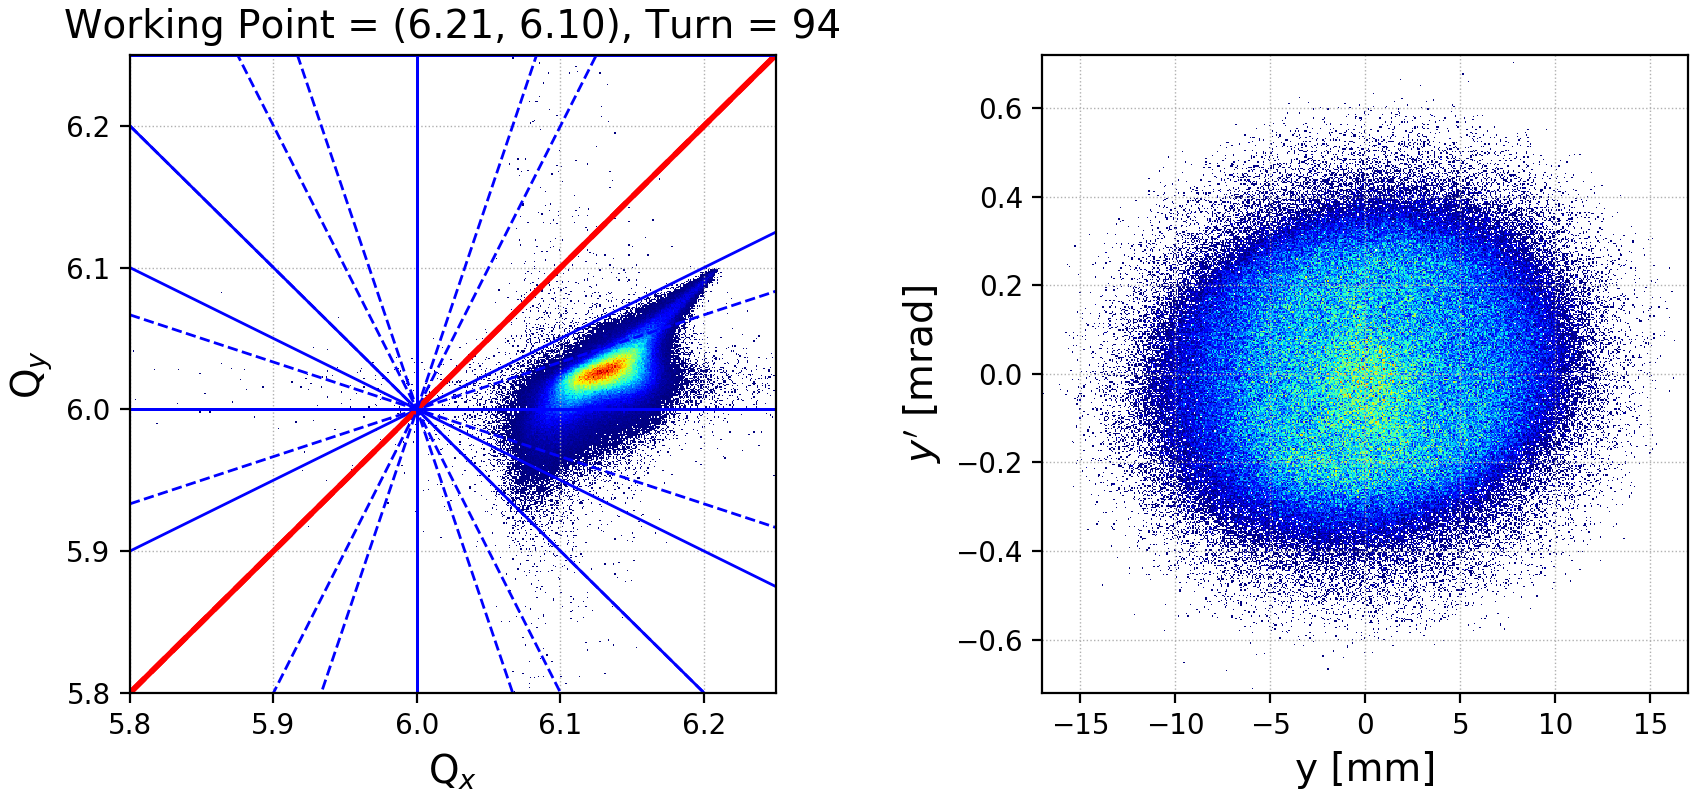 Working Point = (6.21, 6.10), Turn = 94
6.2
6.1
6.0
5.9
5.8
Q_y
5.8 5.9 6.0 6.1 6.2
Q_x
0.6
0.4
0.2
0.0
−0.2
−0.4
−0.6
y′ [mrad]
−15 −10 −5 0 5 10 15
y [mm]